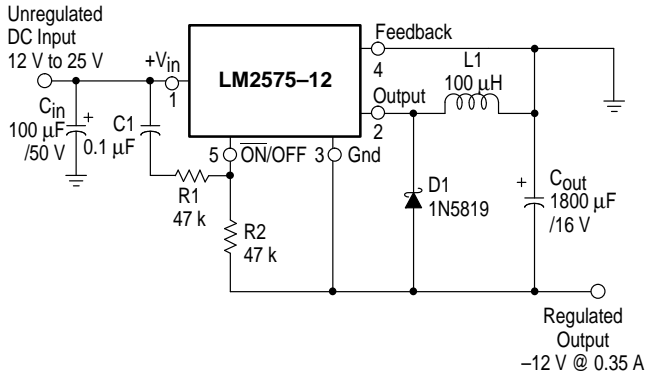 Unregulated
DC Input
12 V to 25 V
+Vin
1
LM2575–12
Feedback
4
L1
100 μH
Output
2
Cin
100 μF
/50 V
+
C1
0.1 μF
5
ON/OFF
3
Gnd
R1
47 k
R2
47 k
D1
1N5819
+
Cout
1800 μF
/16 V
Regulated
Output
–12 V @ 0.35 A